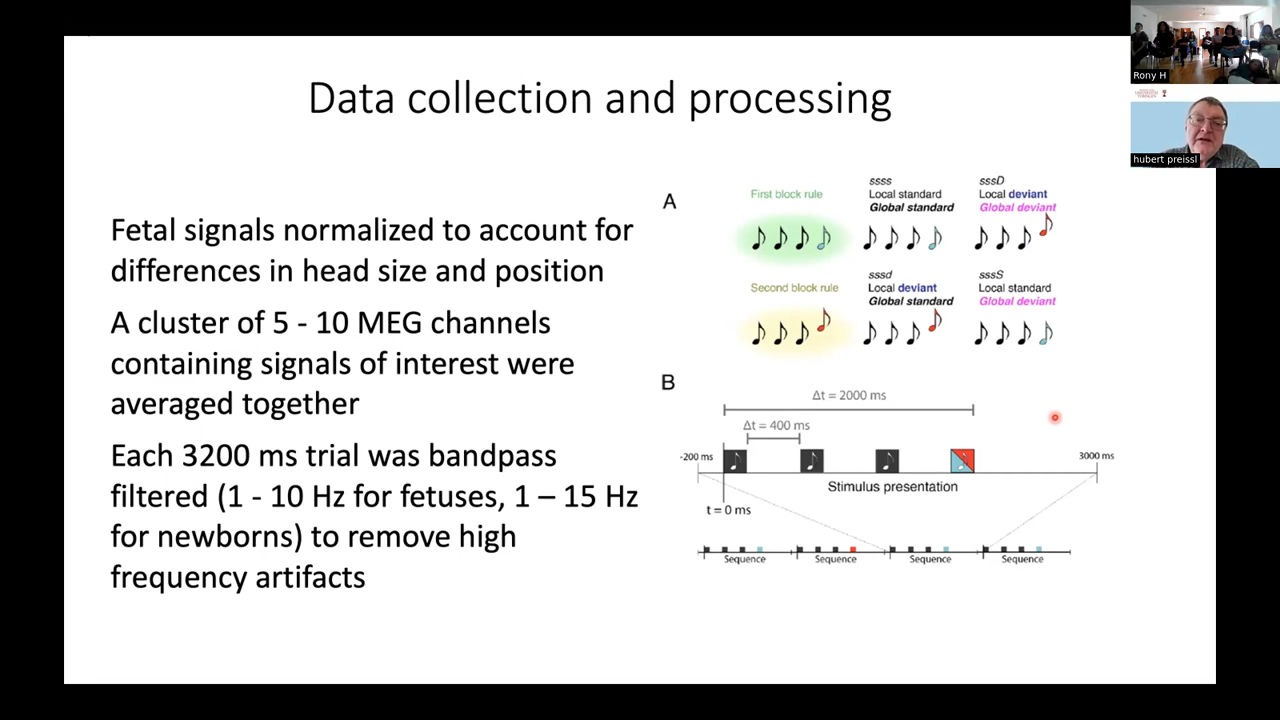 Data collection and processing
Rony H
hubert preissl
Fetal signals normalized to account for
differences in head size and position
A cluster of 5 - 10 MEG channels
containing signals of interest were
averaged together
Each 3200 ms trial was bandpass
filtered (1 - 10 Hz for fetuses, 1 – 15 Hz
for newborns) to remove high
frequency artifacts
A
First block rule
ssss
Local standard
Global standard
sssD
Local deviant
Global deviant
Second block rule
sssd
Local deviant
Global standard
sssS
Local standard
Global deviant
B
Δt = 2000 ms
Δt = 400 ms
-200 ms
3000 ms
Stimulus presentation
t = 0 ms
Sequence
Sequence
Sequence
Sequence